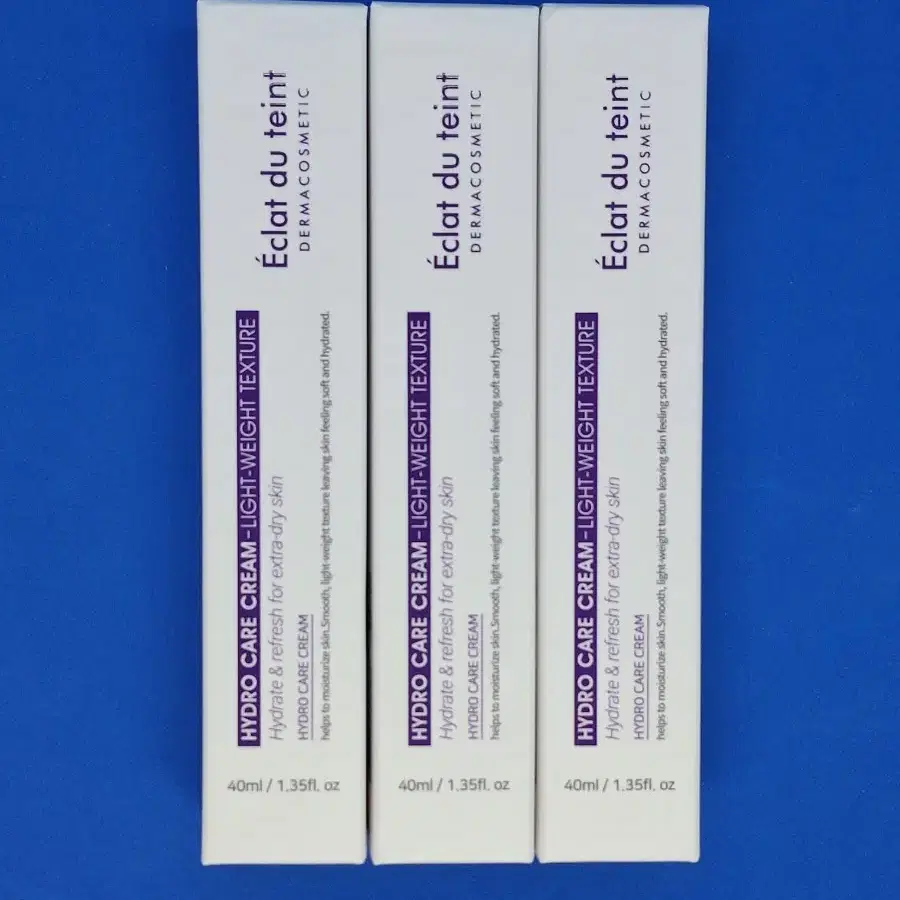 Éclat du teint
DERMACOSMETIC
HYDRO CARE CREAM-LIGHT-WEIGHT TEXTURE
Hydrate & refresh for extra-dry skin
HYDRO CARE CREAM
helps to moisturize skin.Smooth, light-weight texture leaving skin feeling soft and hydrated.
40ml / 1.35fl. oz
Éclat du teint
DERMACOSMETIC
HYDRO CARE CREAM-LIGHT-WEIGHT TEXTURE
Hydrate & refresh for extra-dry skin
HYDRO CARE CREAM
helps to moisturize skin.Smooth, light-weight texture leaving skin feeling soft and hydrated.
40ml / 1.35fl. oz
Éclat du teint
DERMACOSMETIC
HYDRO CARE CREAM-LIGHT-WEIGHT TEXTURE
Hydrate & refresh for extra-dry skin
HYDRO CARE CREAM
helps to moisturize skin.Smooth, light-weight texture leaving skin feeling soft and hydrated.
40ml / 1.35fl. oz